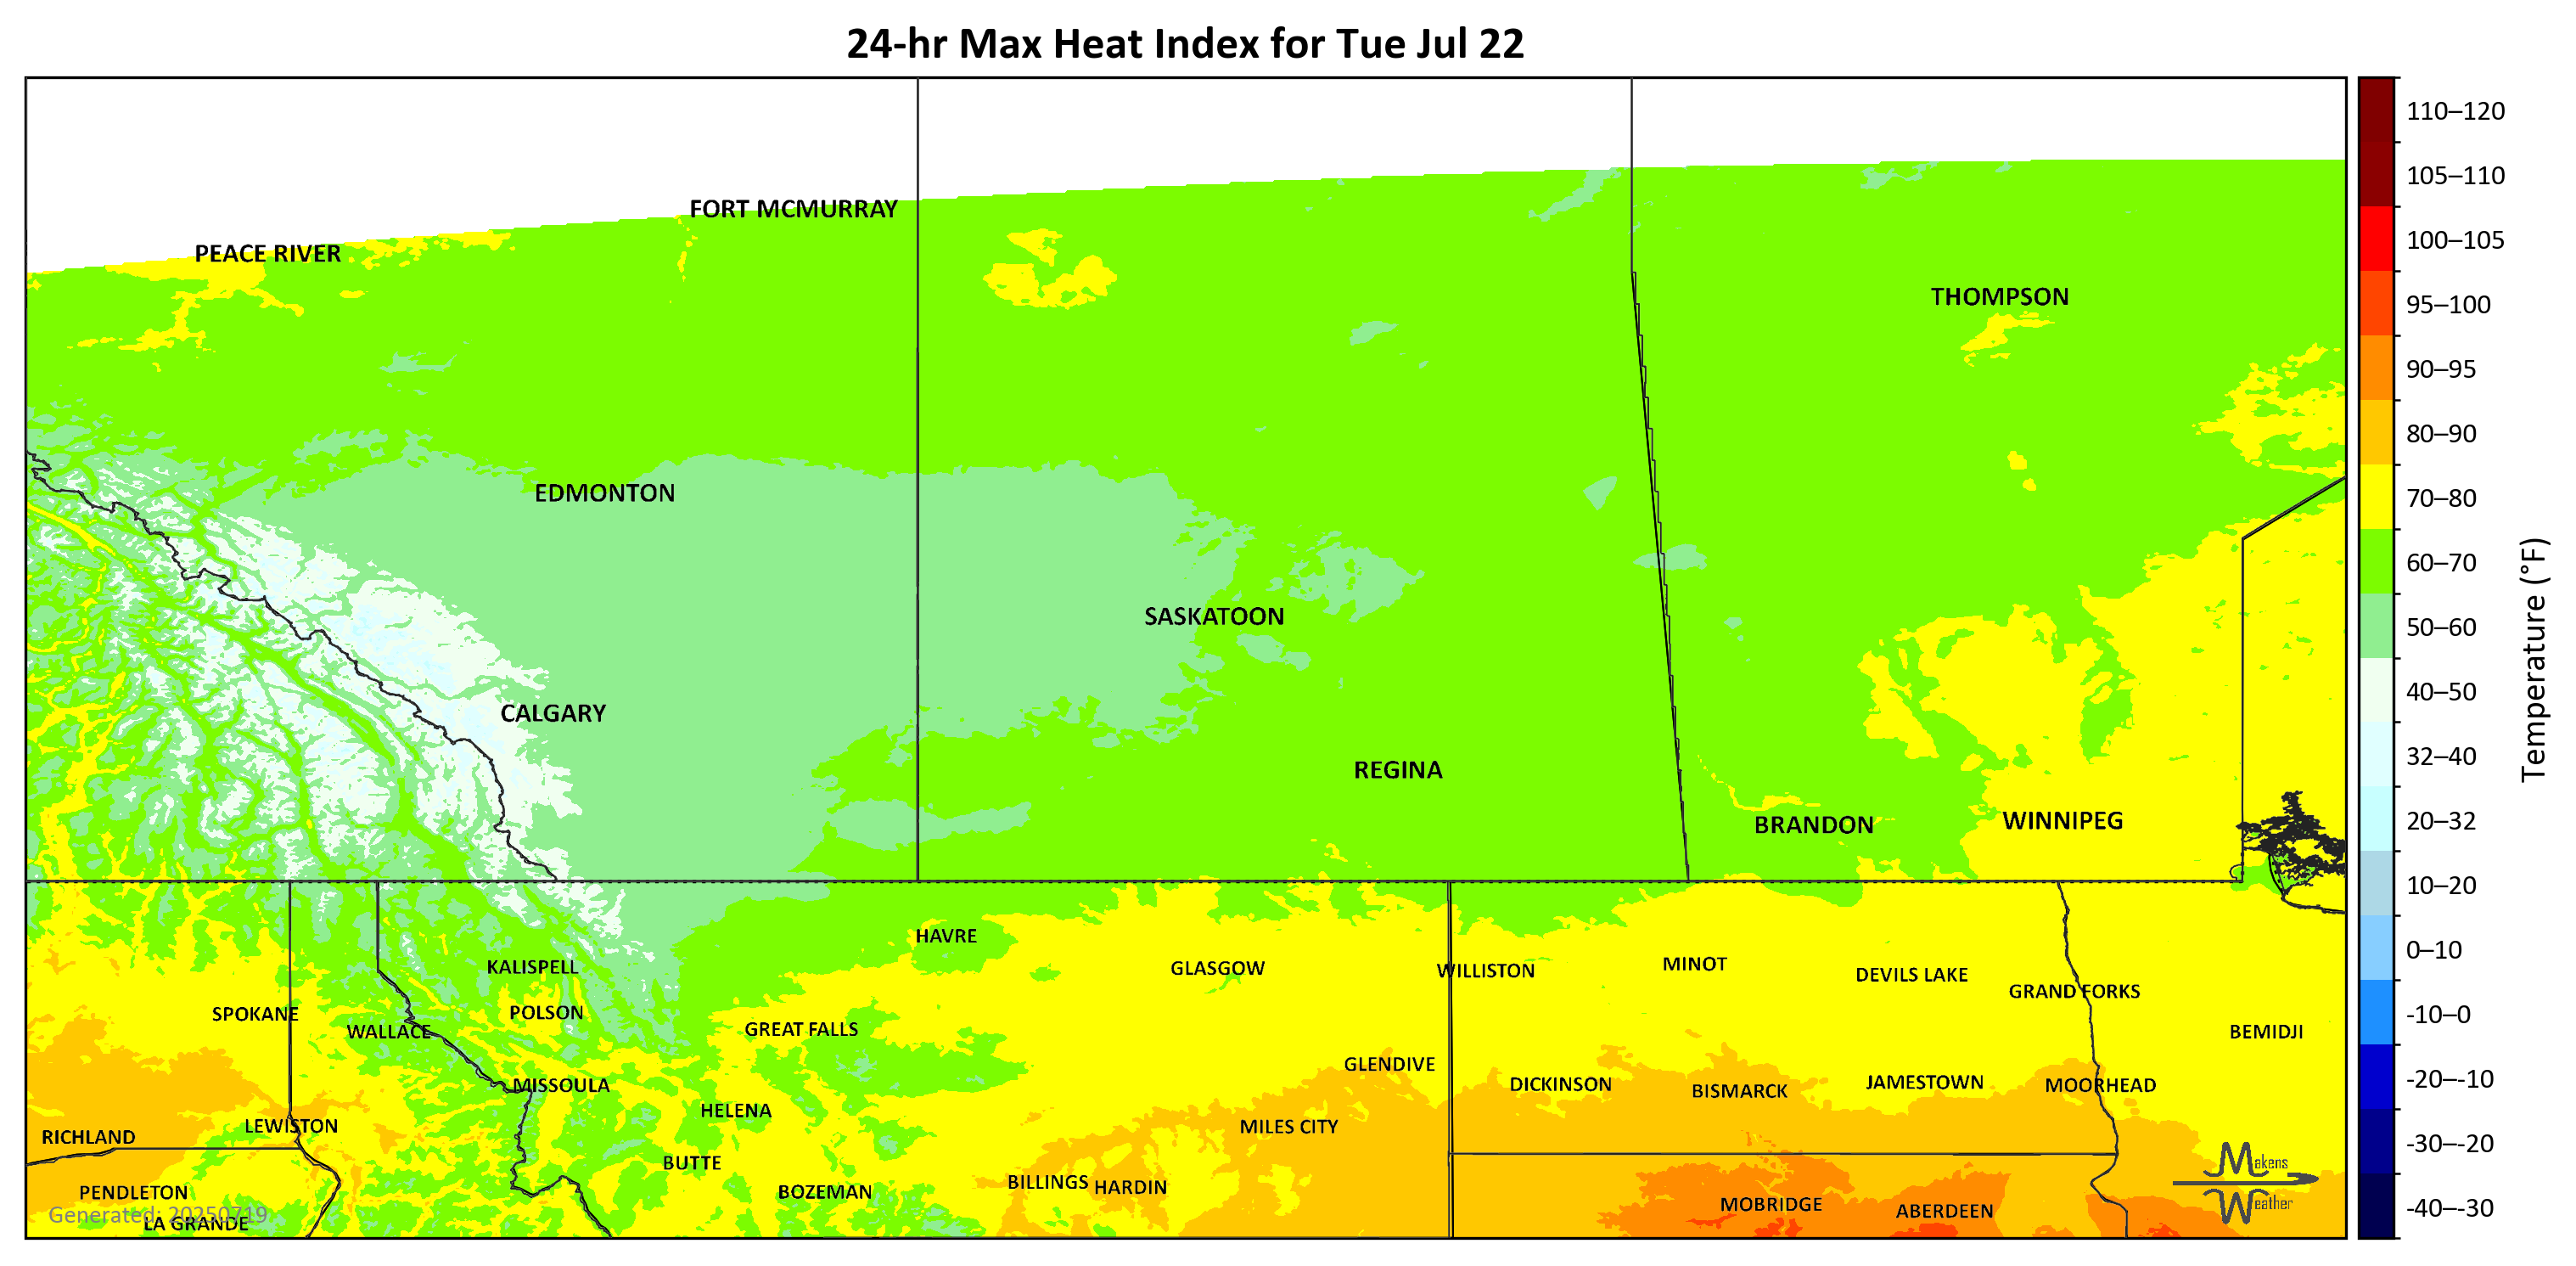 24-hr Max Heat Index for Tue Jul 22
FORT MCMURRAY
PEACE RIVER
THOMPSON
EDMONTON
SASKATOON
CALGARY
REGINA
BRANDON
WINNIPEG
HAVRE
KALISPELL
GLASGOW
WILLISTON
MINOT
DEVILS LAKE
GRAND FORKS
SPOKANE
POLSON
WALLACE
GREAT FALLS
BEMIDJI
GLENDIVE
MISSOULA
DICKINSON
BISMARCK
JAMESTOWN
MOORHEAD
HELENA
LEWISTON
MILES CITY
RICHLAND
BUTTE
BILLINGS
HARDIN
PENDLETON
BOZEMAN
MOBRIDGE
ABERDEEN
Generated: 20250719
LA GRANDE
Makens
Weather
110–120
105–110
100–105
95–100
90–95
80–90
70–80
60–70
50–60
40–50
32–40
20–32
10–20
0–10
-10–0
-20–-10
-30–-20
-40–-30
Temperature (°F)